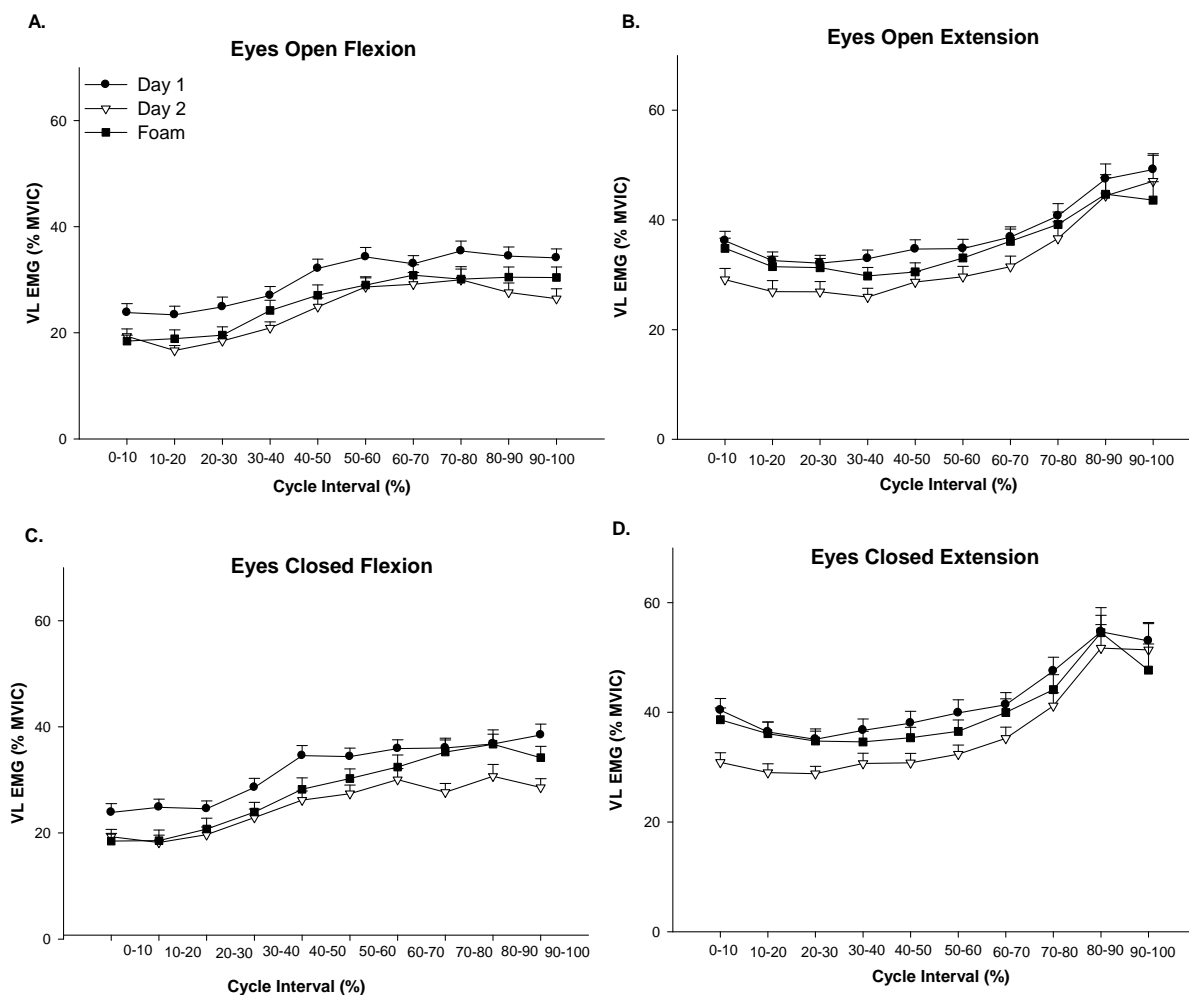 A.
Eyes Open Flexion
Day 1
Day 2
Foam
VL EMG (% MVIC)
60
40
20
0
0-10 10-20 20-30 30-40 40-50 50-60 60-70 70-80 80-90 90-100
Cycle Interval (%)
B.
Eyes Open Extension
VL EMG (% MVIC)
60
40
20
0
0-10 10-20 20-30 30-40 40-50 50-60 60-70 70-80 80-90 90-100
Cycle Interval (%)
C.
Eyes Closed Flexion
VL EMG (% MVIC)
60
40
20
0
0-10 10-20 20-30 30-40 40-50 50-60 60-70 70-80 80-90 90-100
Cycle Interval (%)
D.
Eyes Closed Extension
VL EMG (% MVIC)
60
40
20
0
0-10 10-20 20-30 30-40 40-50 50-60 60-70 70-80 80-90 90-100
Cycle Interval (%)